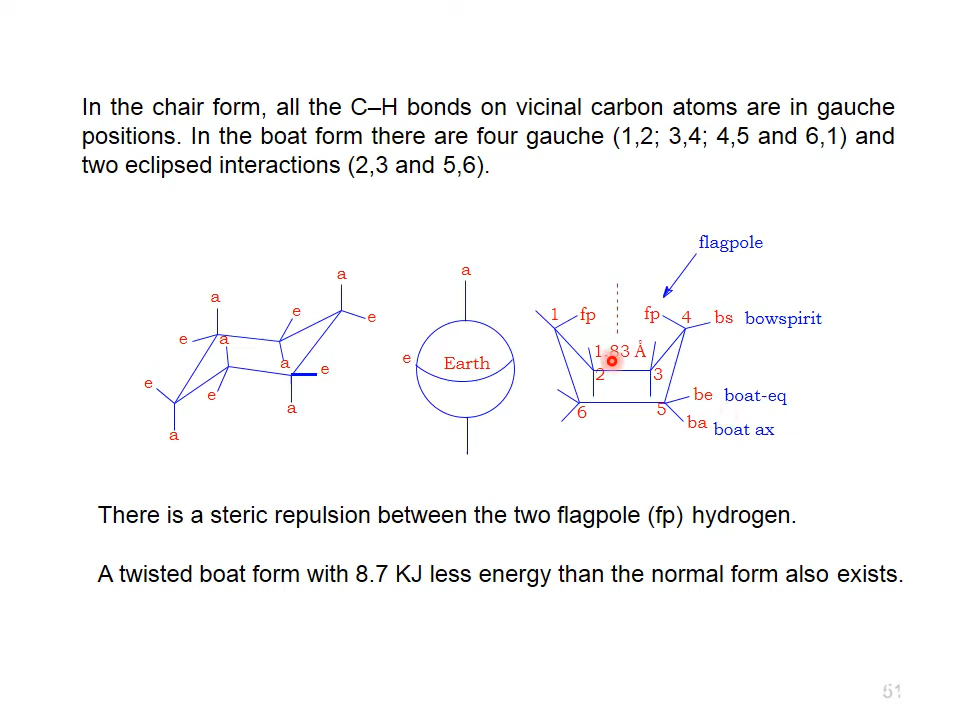 In the chair form, all the C–H bonds on vicinal carbon atoms are in gauche
positions. In the boat form there are four gauche (1,2; 3,4; 4,5 and 6,1) and
two eclipsed interactions (2,3 and 5,6).
flagpole
a
a
a
e
e
e
a
a
e
e
e
a
a
a
e
Earth
1
fp
fp
4
bs
bowspirit
1.83 Å
2
3
6
5
be
boat-eq
ba
boat ax
There is a steric repulsion between the two flagpole (fp) hydrogen.
A twisted boat form with 8.7 KJ less energy than the normal form also exists.
51